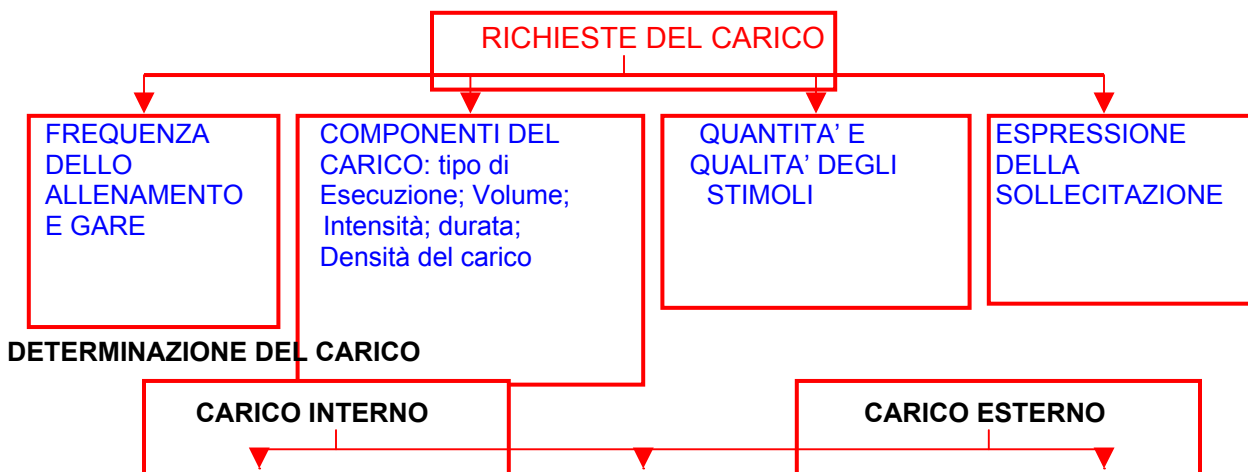 RICHIESTE DEL CARICO
FREQUENZA
DELLO
ALLENAMENTO
E GARE
COMPONENTI DEL
CARICO: tipo di
Esecuzione; Volume;
Intensità; durata;
Densità del carico
QUANTITA' E
QUALITA' DEGLI
STIMOLI
ESPRESSIONE
DELLA
SOLLECITAZIONE
DETERMINAZIONE DEL CARICO
CARICO INTERNO
CARICO ESTERNO